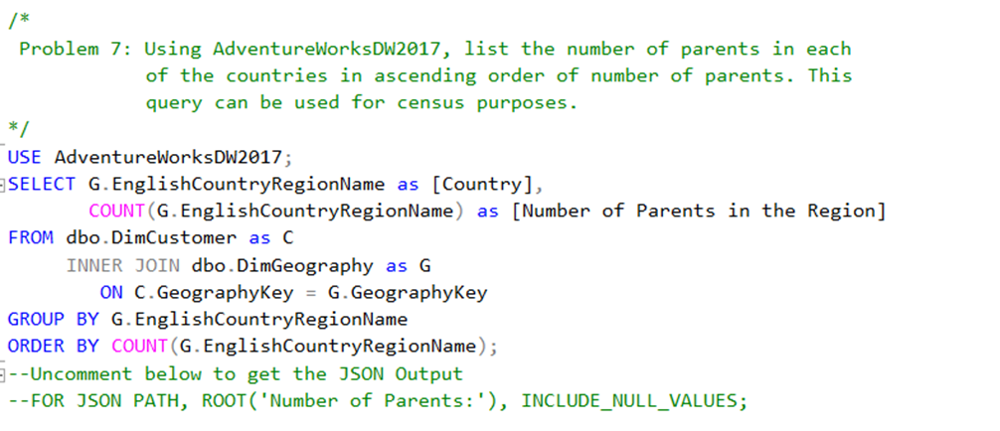 /*
Problem 7: Using AdventureWorksDW2017, list the number of parents in each
of the countries in ascending order of number of parents. This
query can be used for census purposes.
*/
USE AdventureWorksDW2017;
SELECT G.EnglishCountryRegionName as [Country],
COUNT(G.EnglishCountryRegionName) as [Number of Parents in the Region]
FROM dbo.DimCustomer as C
INNER JOIN dbo.DimGeography as G
ON C.GeographyKey = G.GeographyKey
GROUP BY G.EnglishCountryRegionName
ORDER BY COUNT(G.EnglishCountryRegionName);
--Uncomment below to get the JSON Output
--FOR JSON PATH, ROOT('Number of Parents:'), INCLUDE_NULL_VALUES;